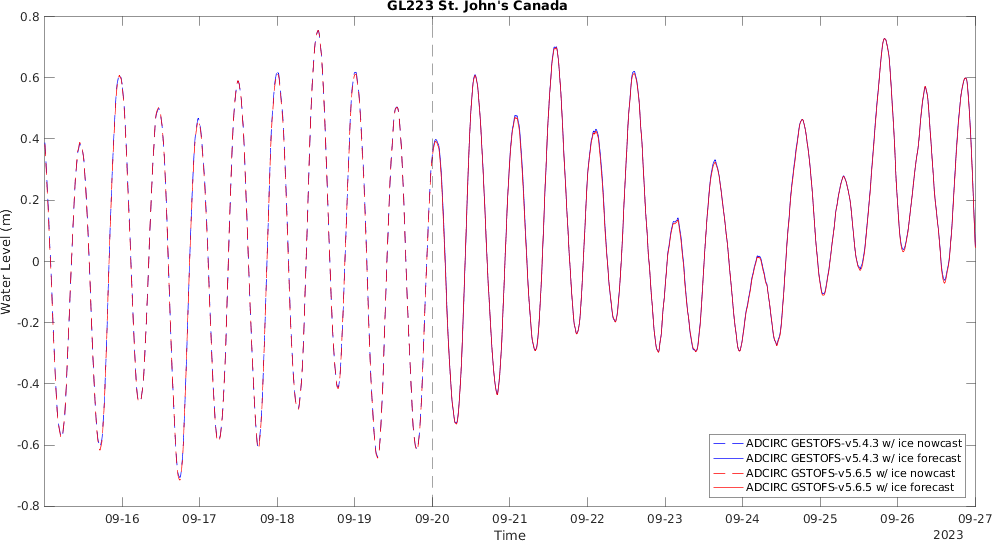 GL223 St. John's Canada
0.8
0.6
0.4
0.2
0
-0.2
-0.4
-0.6
-0.8
Water Level (m)
ADCIRC GESTOFS-v5.4.3 w/ ice nowcast
ADCIRC GESTOFS-v5.4.3 w/ ice forecast
ADCIRC GSTOFS-v5.6.5 w/ ice nowcast
ADCIRC GSTOFS-v5.6.5 w/ ice forecast
09-16 09-17 09-18 09-19 09-20 09-21 09-22 09-23 09-24 09-25 09-26 09-27
Time
2023